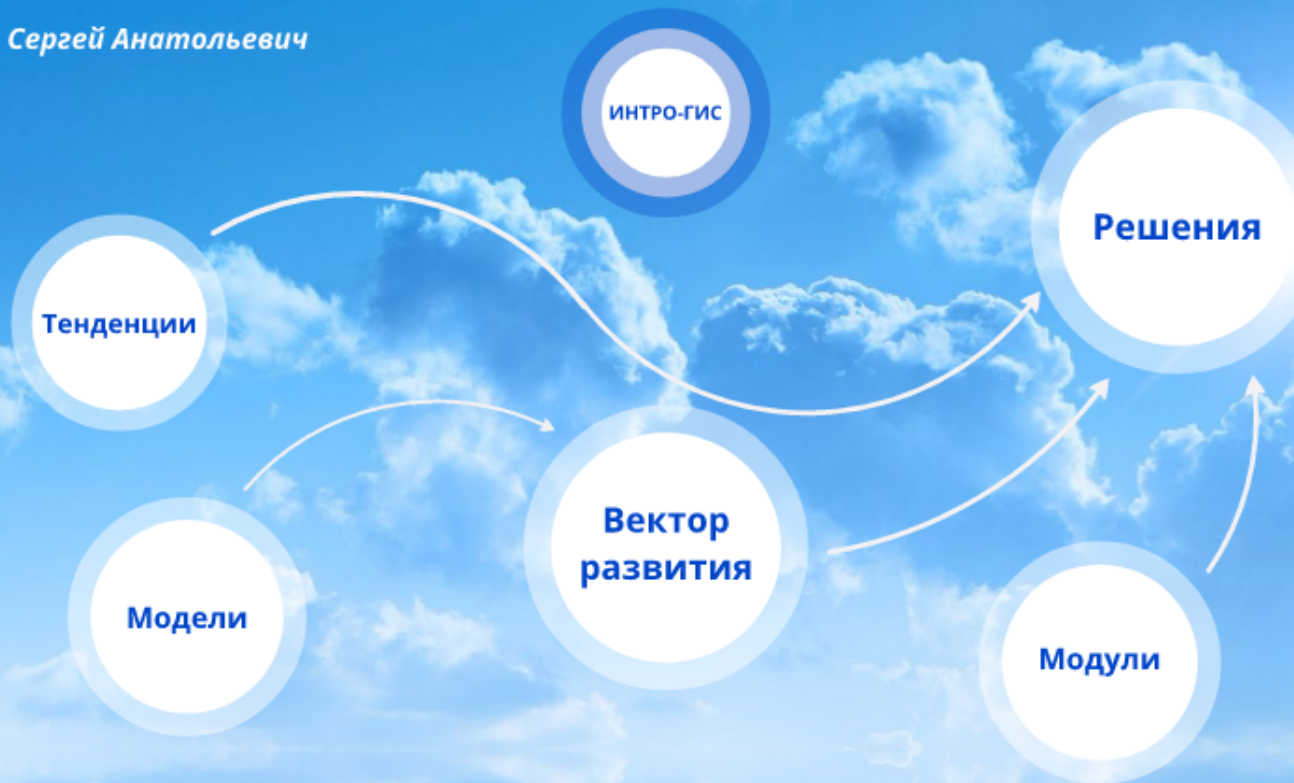 Сергей Анатольевич
ИНТРО-ГИС
Решения
Тенденции
Вектор
развития
Модели
Модули